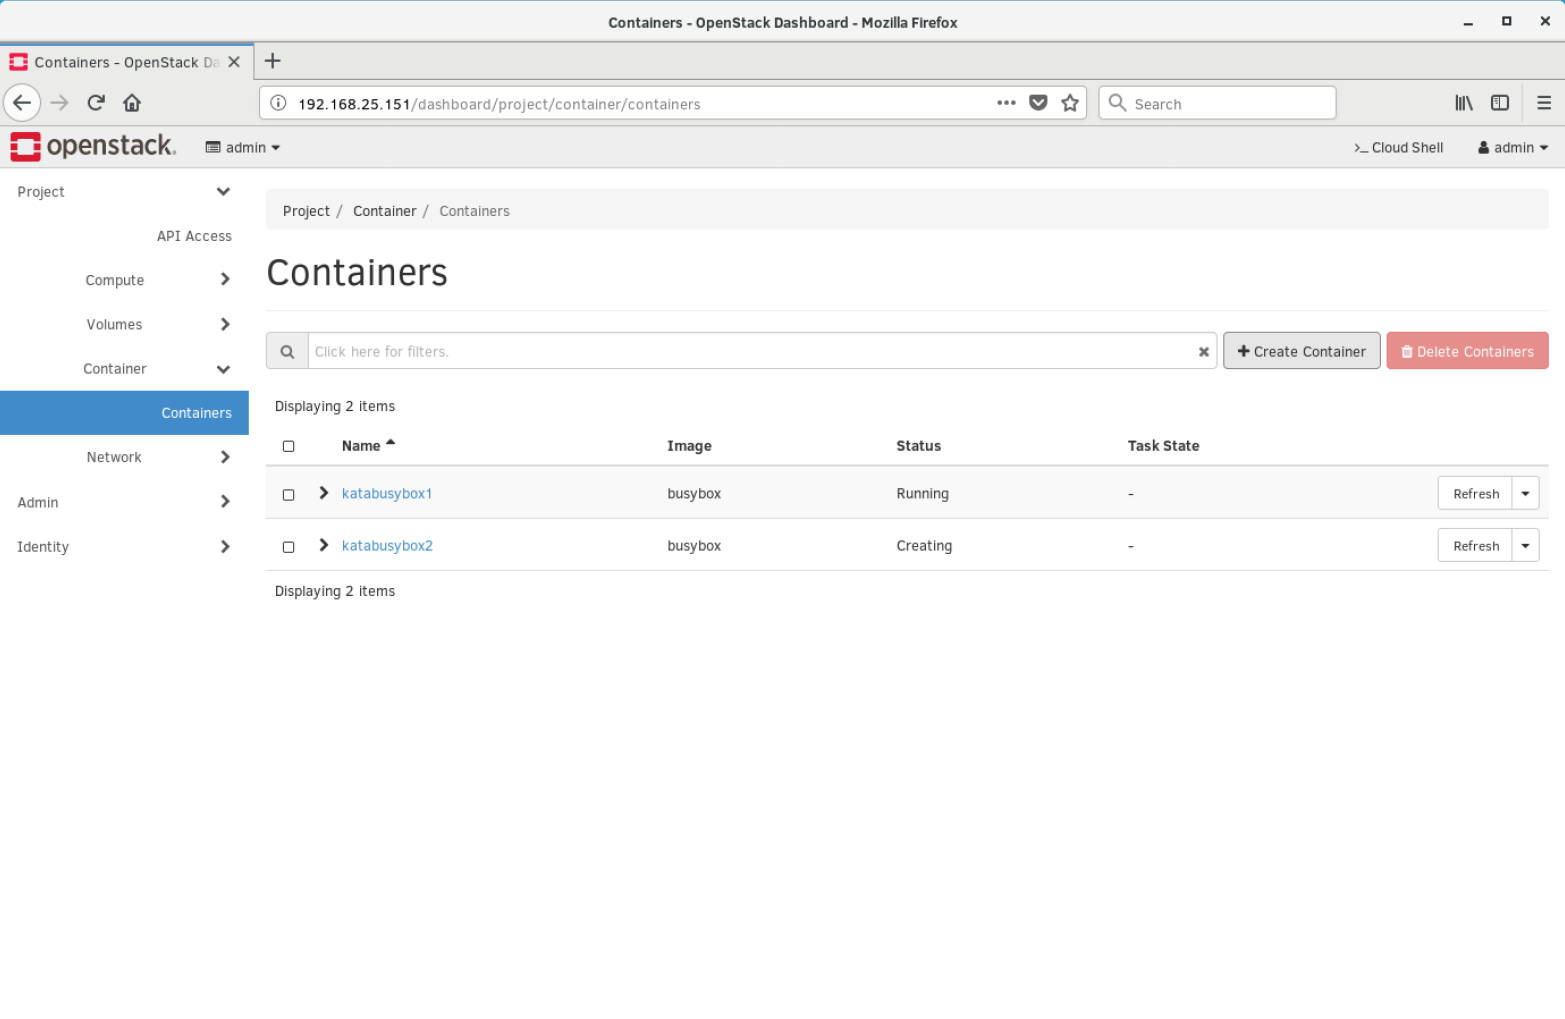 Containers - OpenStack Dashboard - Mozilla Firefox
Containers - OpenStack Da
192.168.25.151/dashboard/project/container/containers
Search
openstack.
admin
>_ Cloud Shell
admin
Project
API Access
Compute
Volumes
Container
Containers
Network
Admin
Identity
Project / Container / Containers
Containers
Click here for filters.
Create Container
Delete Containers
Displaying 2 items
Name Image Status Task State
katabusybox1 busybox Running - Refresh
katabusybox2 busybox Creating - Refresh
Displaying 2 items